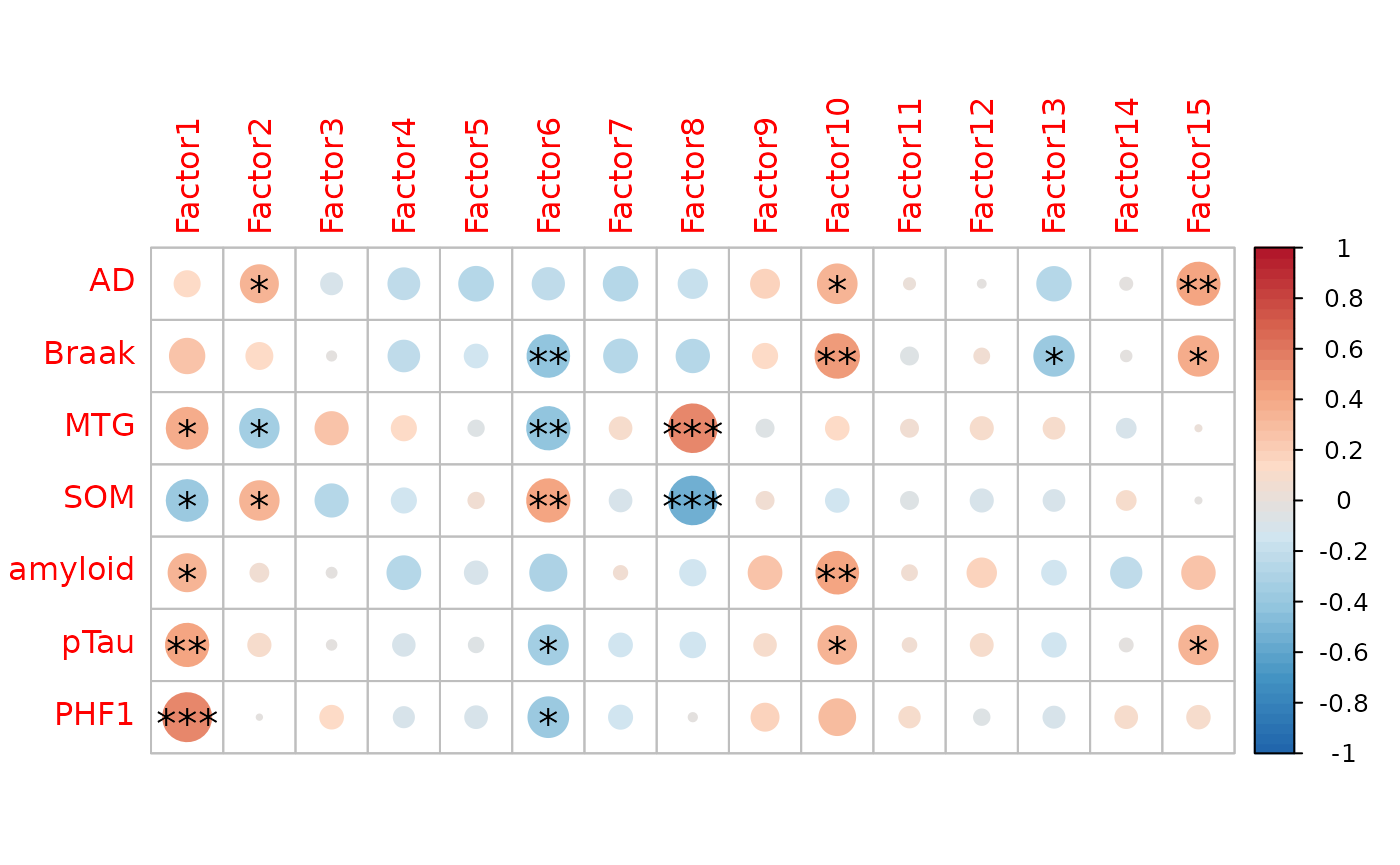 Factor1 Factor2 Factor3 Factor4 Factor5 Factor6 Factor7 Factor8 Factor9 Factor10 Factor11 Factor12 Factor13 Factor14 Factor15
AD * * **
Braak ** ** * *
MTG * * ** ***
SOM * * ** ***
amyloid * **
pTau ** * * *
PHF1 *** *
1
0.8
0.6
0.4
0.2
0
-0.2
-0.4
-0.6
-0.8
-1